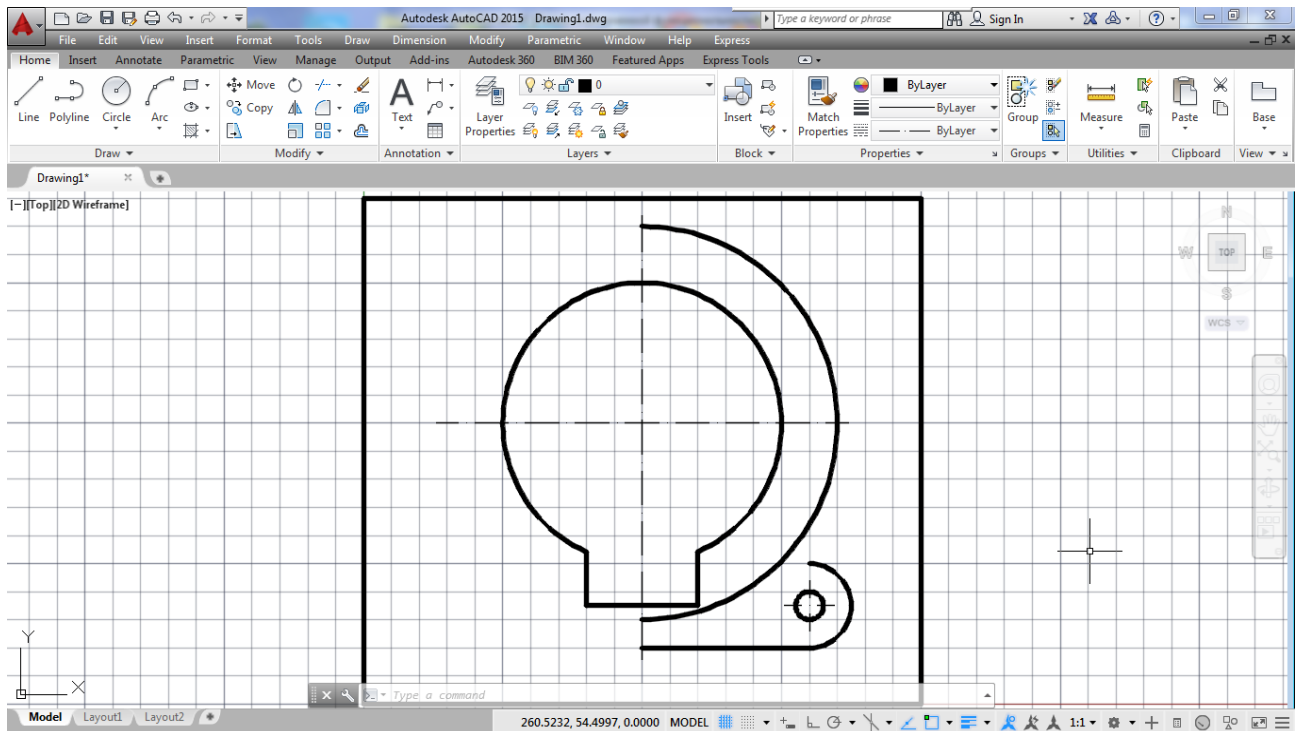 Autodesk AutoCAD 2015 Drawing1.dwg Type a keyword or phrase Sign In
File Edit View Insert Format Tools Draw Dimension Modify Parametric Window Help Express
Home Insert Annotate Parametric View Manage Output Add-ins Autodesk 360 BIM 360 Featured Apps Express Tools
Move 0 ByLayer
Copy ByLayer
Line Polyline Circle Arc Text Layer Properties Insert Match Properties ByLayer Group Measure Paste Base
Draw Modify Annotation Layers Block Properties Groups Utilities Clipboard View
Drawing1*
[−][Top][2D Wireframe]
N
W TOP E
S
WCS
Y
X
Type a command
Model Layout1 Layout2
260.5232, 54.4997, 0.0000 MODEL 1:1